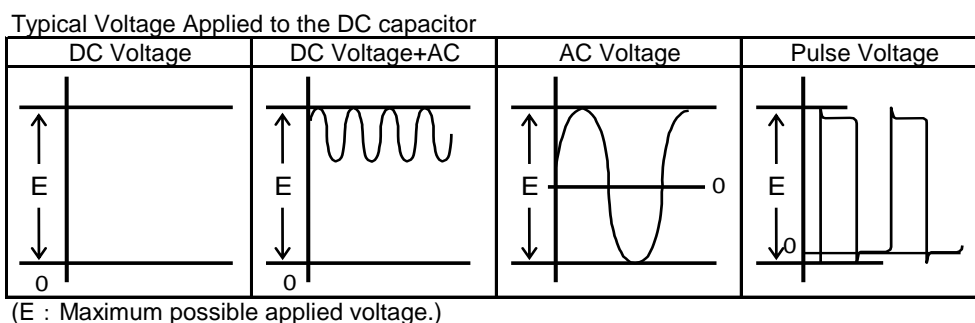 Typical Voltage Applied to the DC capacitor
DC Voltage DC Voltage+AC AC Voltage Pulse Voltage
E E E E
0 0 0 0
(E：Maximum possible applied voltage.)